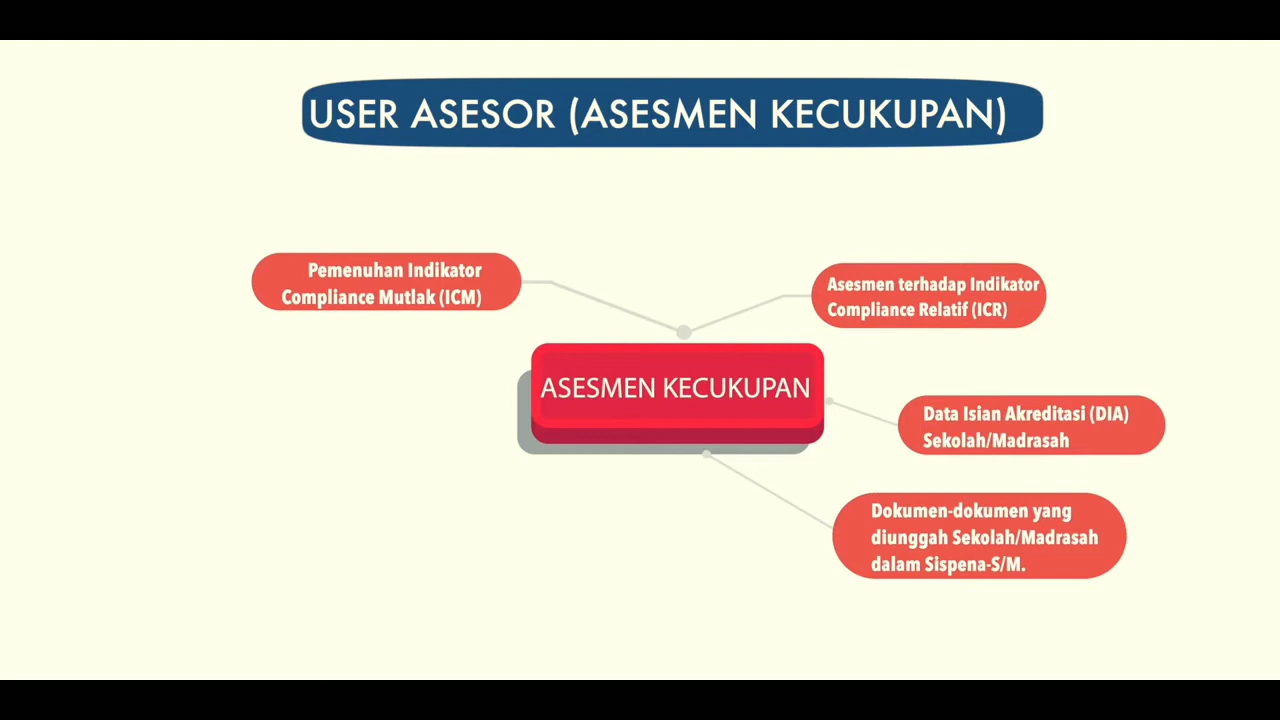 USER ASESOR (ASESMEN KECUKUPAN)
Pemenuhan Indikator
Compliance Mutlak (ICM)
Asesmen terhadap Indikator
Compliance Relatif (ICR)
ASESMEN KECUKUPAN
Data Isian Akreditasi (DIA)
Sekolah/Madrasah
Dokumen-dokumen yang
diunggah Sekolah/Madrasah
dalam Sispena-S/M.